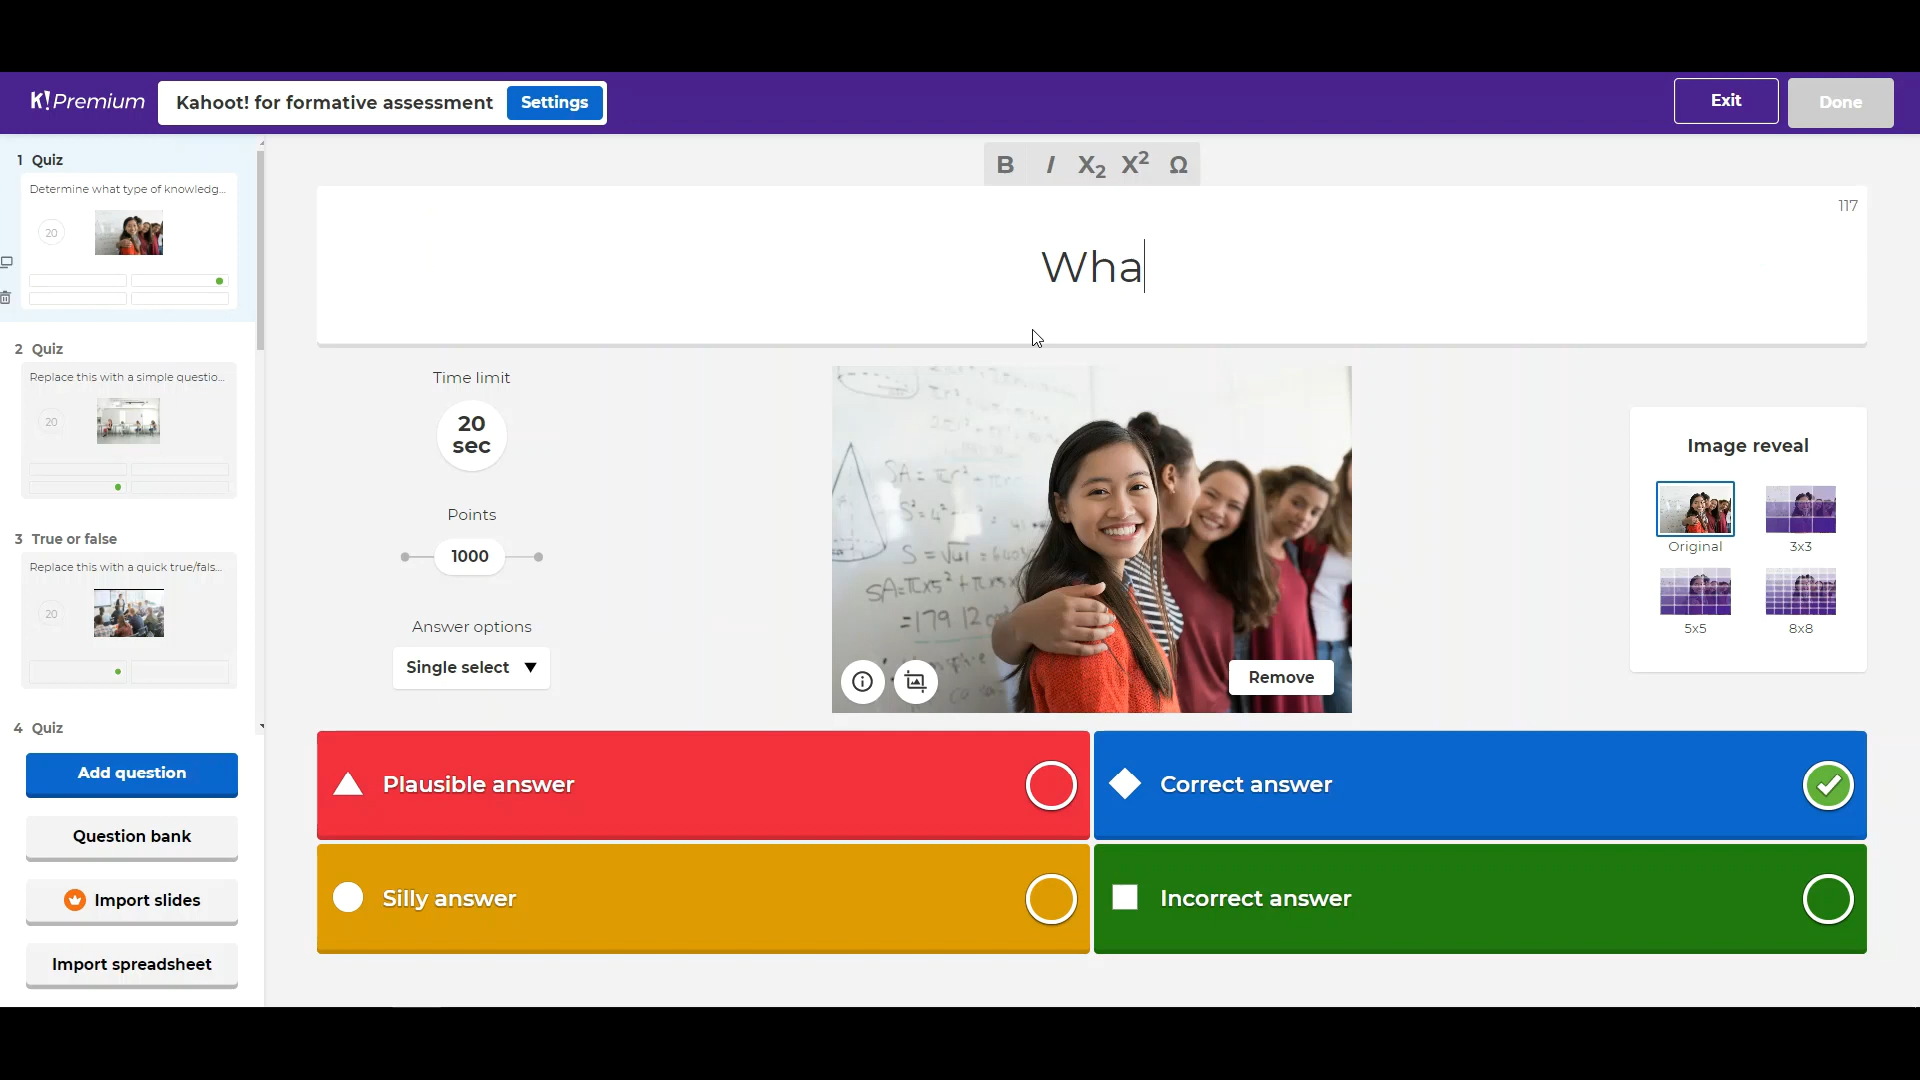 K!Premium
Kahoot! for formative assessment
Settings
Exit
Done
1 Quiz
Determine what type of knowledg...
20
2 Quiz
Replace this with a simple questio...
20
3 True or false
Replace this with a quick true/fals...
20
4 Quiz
Add question
Question bank
Import slides
Import spreadsheet
B I X2 X2 Ω
117
Wha
Time limit
20
sec
Points
1000
Answer options
Single select
Remove
Image reveal
Original
3x3
5x5
8x8
Plausible answer
Correct answer
Silly answer
Incorrect answer